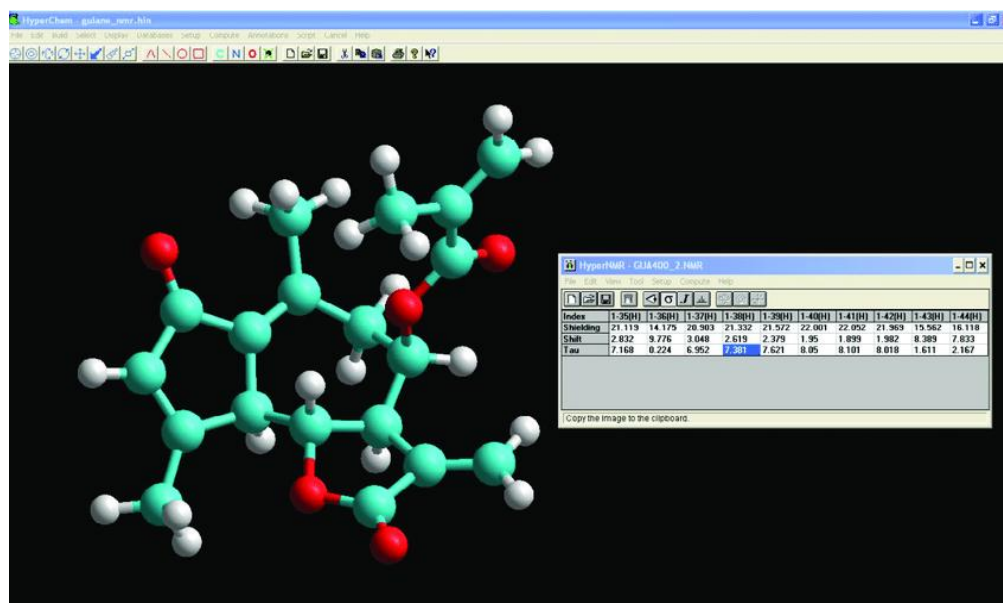 HyperChem - gulane_nmr.hin
File Edit Build Select Display Databases Setup Compute Annotations Script Cancel Help
C N O
HyperNMR - GUA400_2.NMR
File Edit View Tool Setup Compute Help
Index 1-35(H) 1-36(H) 1-37(H) 1-38(H) 1-39(H) 1-40(H) 1-41(H) 1-42(H) 1-43(H) 1-44(H)
Shielding 21.119 14.175 20.903 21.332 21.572 22.001 22.052 21.969 15.562 16.118
Shift 2.832 9.776 3.048 2.619 2.379 1.95 1.899 1.982 8.389 7.833
Tau 7.168 0.224 6.952 7.381 7.621 8.05 8.101 8.018 1.611 2.167
Copy the image to the clipboard.